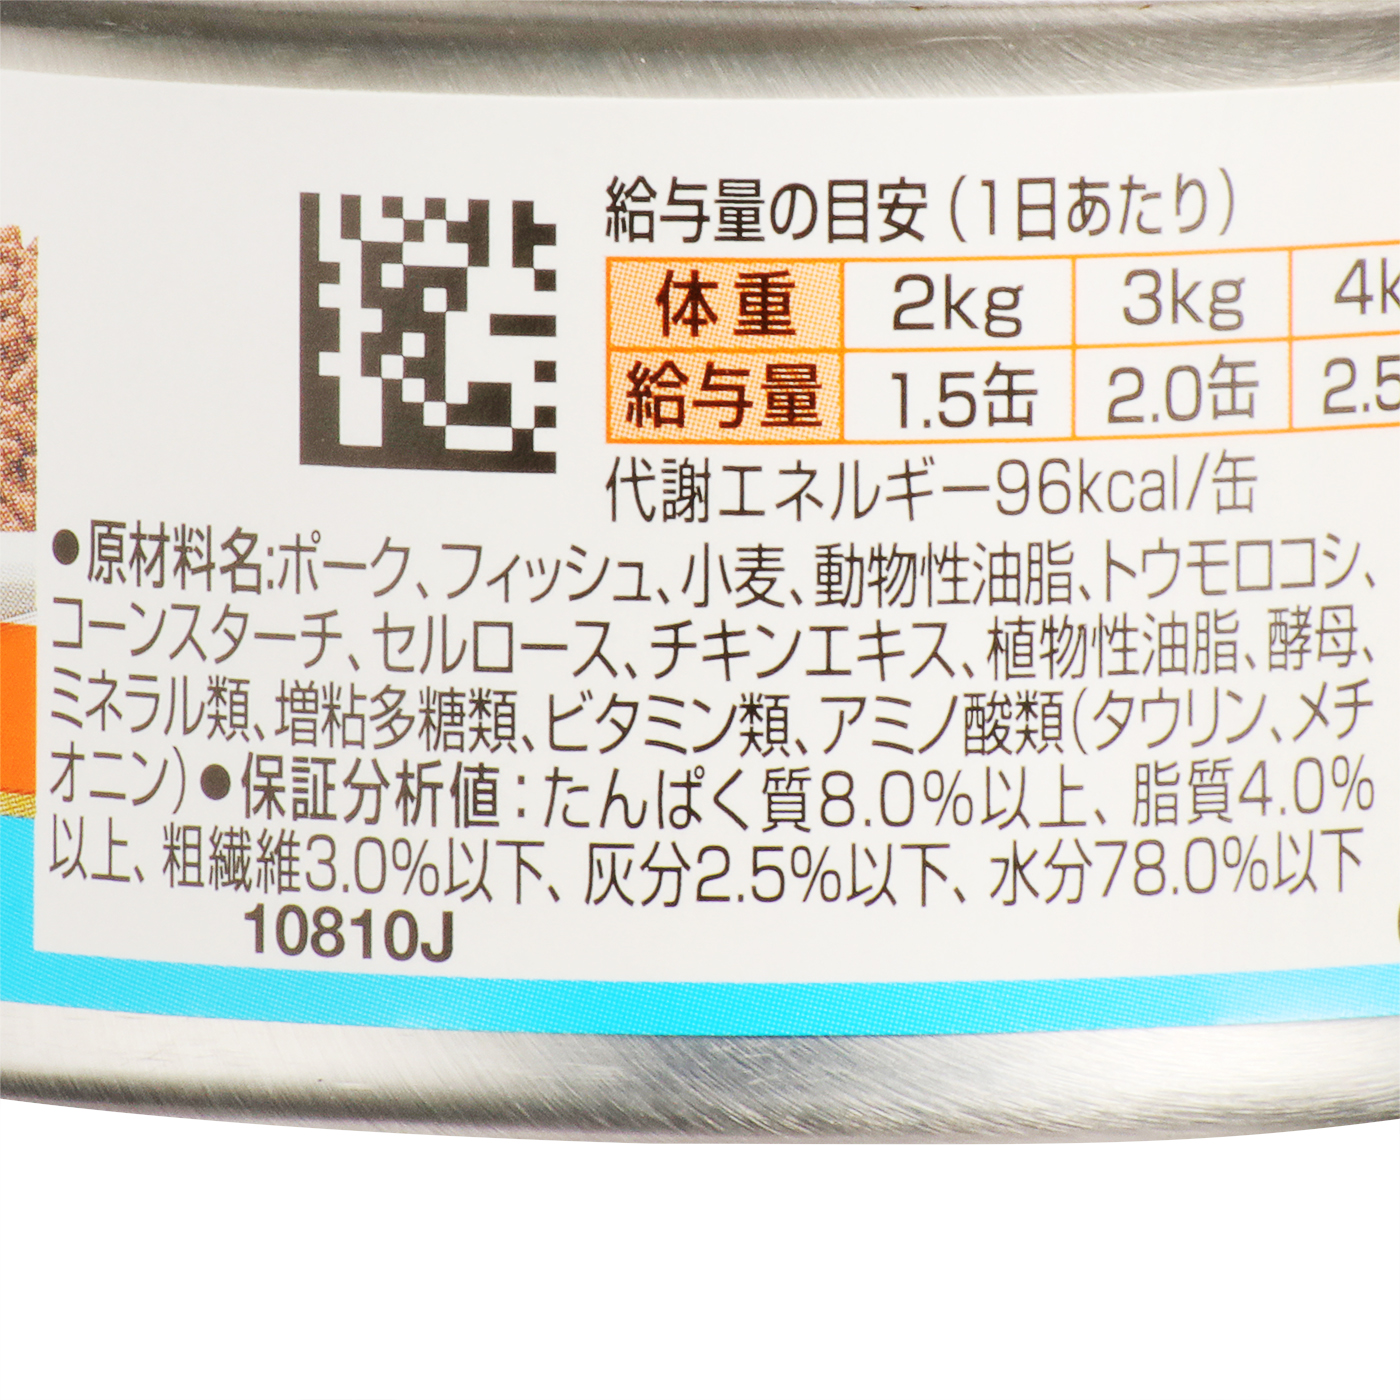 給与量の目安(1日あたり)
体重 2kg 3kg 4k
給与量 1.5缶 2.0缶 2.5
代謝エネルギー96kcal/缶
●原材料名:ポーク、フィッシュ、小麦、動物性油脂、トウモロコシ、
コーンスターチ、セルロース、チキンエキス、植物性油脂、酵母、
ミネラル類、増粘多糖類、ビタミン類、アミノ酸類(タウリン、メチ
オニン)●保証分析値:たんぱく質8.0%以上、脂質4.0%
以上、粗繊維3.0%以下、灰分2.5%以下、水分78.0%以下
10810J